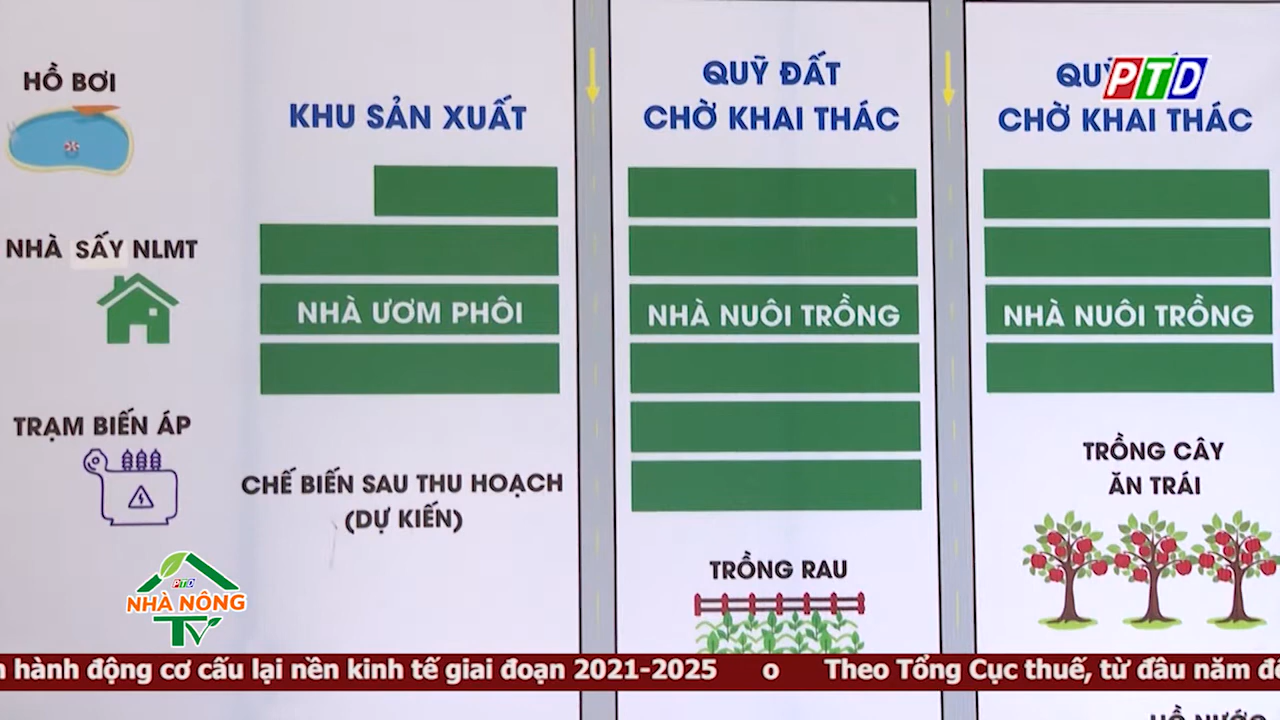 HỒ BƠI
NHÀ SẤY NLMT
TRẠM BIẾN ÁP
KHU SẢN XUẤT
NHÀ ƯƠM PHÔI
CHẾ BIẾN SAU THU HOẠCH
(DỰ KIẾN)
QUỸ ĐẤT
CHỜ KHAI THÁC
NHÀ NUÔI TRỒNG
TRỒNG RAU
PTD
CHỜ KHAI THÁC
NHÀ NUÔI TRỒNG
TRỒNG CÂY
ĂN TRÁI
HỒ NƯỚC
PTD
NHÀ NÔNG
TV
hành động cơ cấu lại nền kinh tế giai đoạn 2021-2025 o Theo Tổng Cục thuế, từ đầu năm